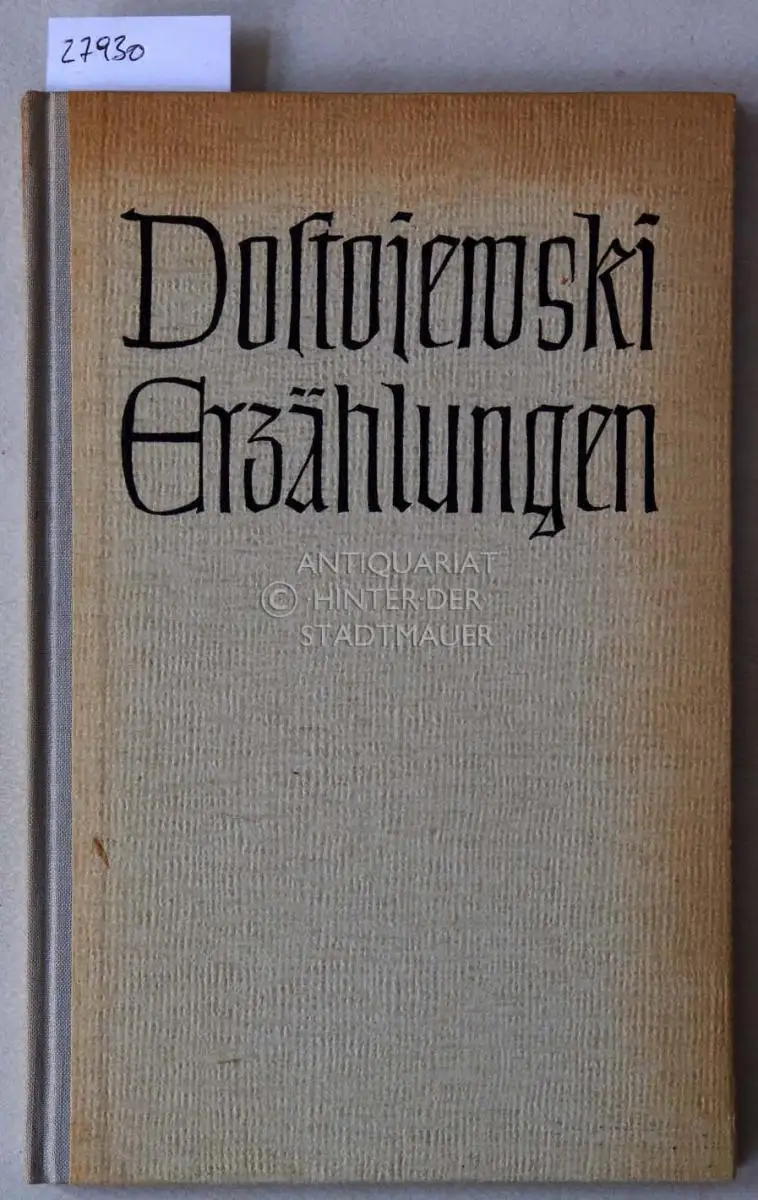 27930
Doſtojewski
Erzählungen
ANTIQUARIAT
© HINTER·DER
STADTMAUER